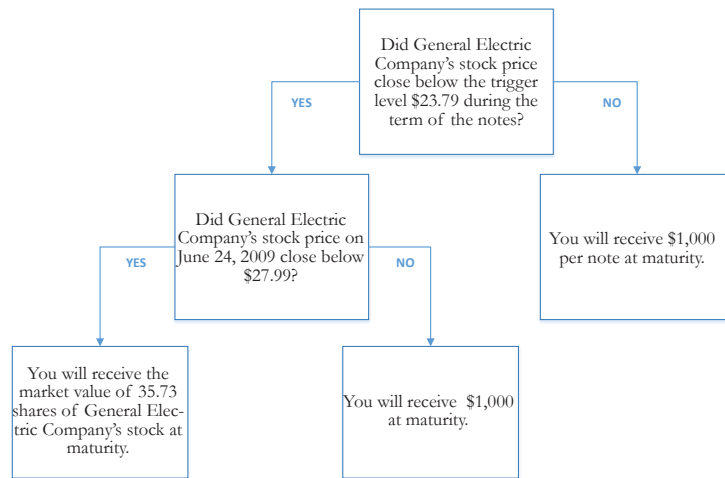 Did General Electric
Company's stock price
close below the trigger
level $23.79 during the
term of the notes?
YES
NO
Did General Electric
Company's stock price on
June 24, 2009 close below
$27.99?
You will receive $1,000
per note at maturity.
YES
NO
You will receive the
market value of 35.73
shares of General Elec-
tric Company's stock at
maturity.
You will receive $1,000
at maturity.